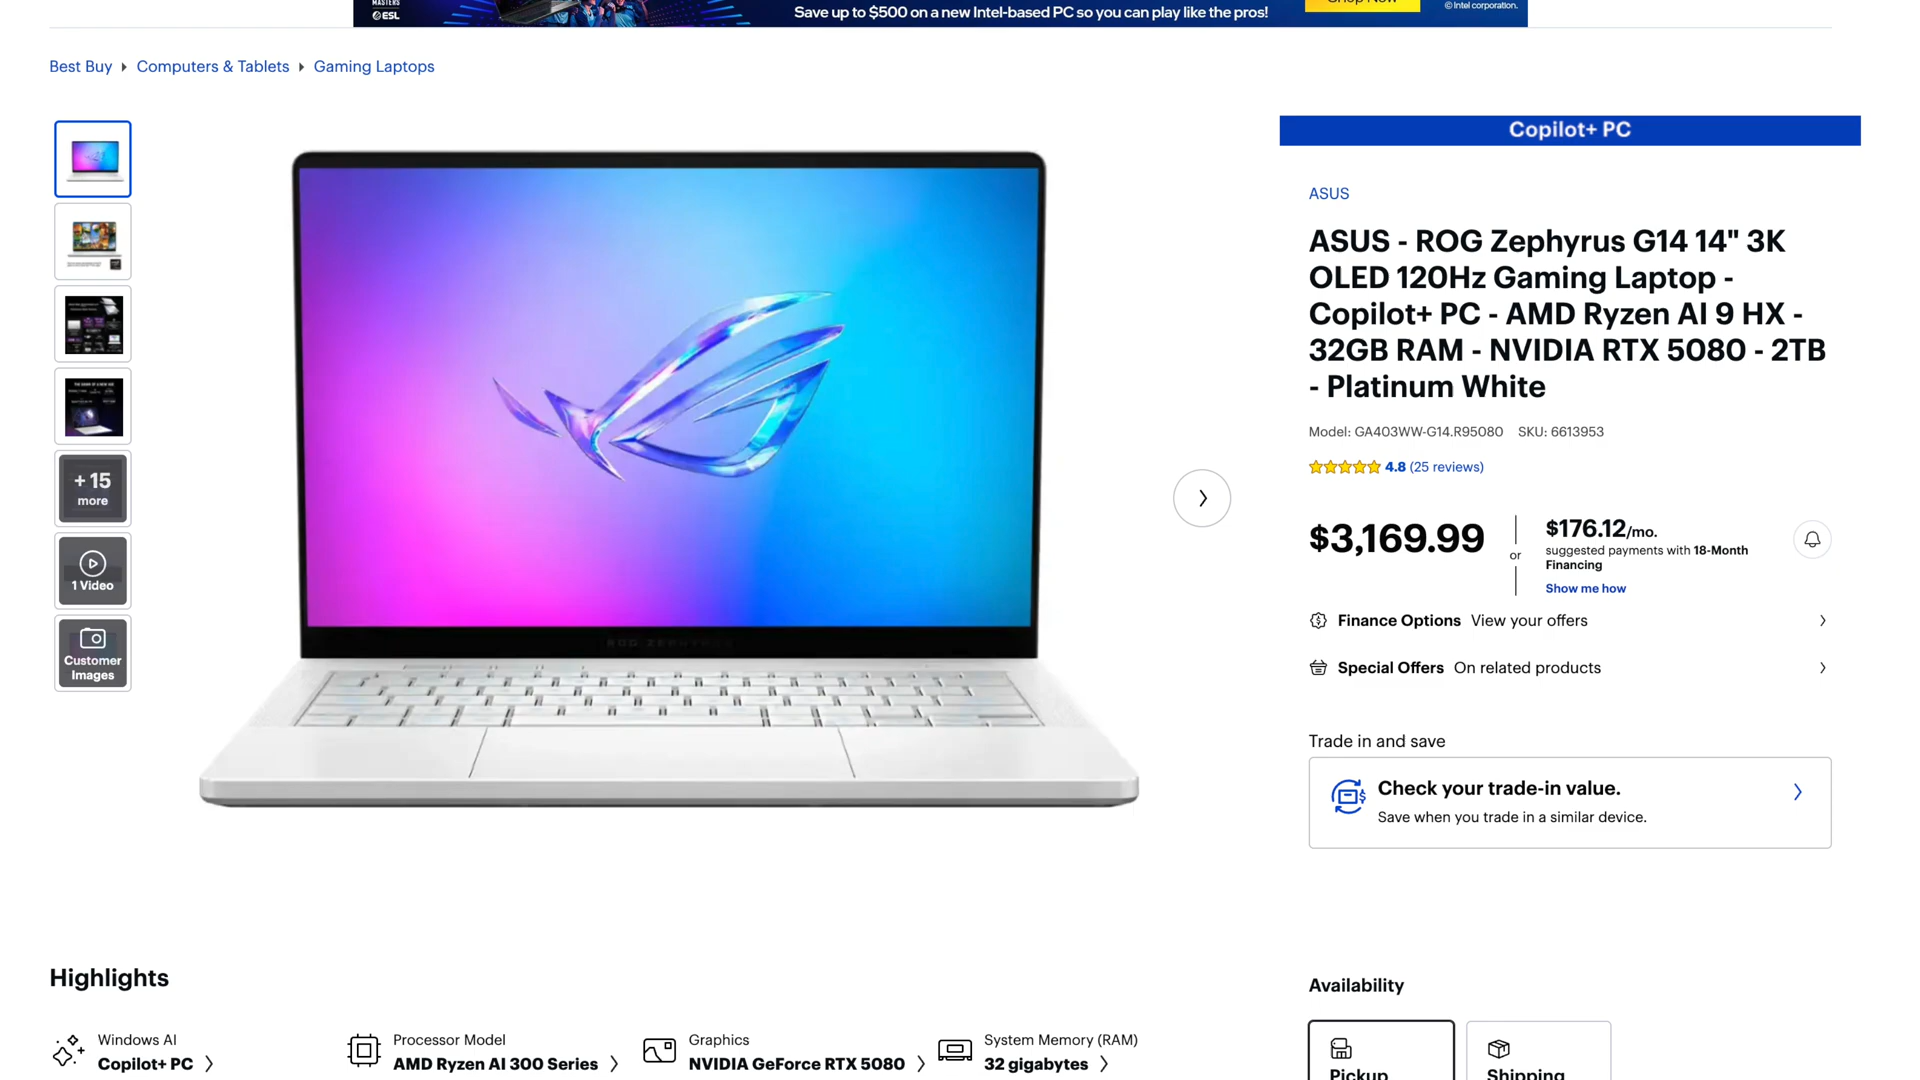 MASTERS
ESL
Save up to $500 on a new Intel-based PC so you can play like the pros!
Shop Now
© Intel corporation.
Best Buy
Computers & Tablets
Gaming Laptops
Copilot+ PC
ASUS
ASUS - ROG Zephyrus G14 14" 3K
OLED 120Hz Gaming Laptop -
Copilot+ PC - AMD Ryzen AI 9 HX -
32GB RAM - NVIDIA RTX 5080 - 2TB
- Platinum White
Model: GA403WW-G14.R95080 SKU: 6613953
4.8 (25 reviews)
$3,169.99
or
$176.12/mo.
suggested payments with 18-Month
Financing
Show me how
Finance Options View your offers
Special Offers On related products
Trade in and save
Check your trade-in value.
Save when you trade in a similar device.
+ 15
more
1 Video
Customer
Images
ROG ZEPHYRUS
Highlights
Windows AI
Copilot+ PC
Processor Model
AMD Ryzen AI 300 Series
Graphics
NVIDIA GeForce RTX 5080
System Memory (RAM)
32 gigabytes
Availability
Pickup
Shipping